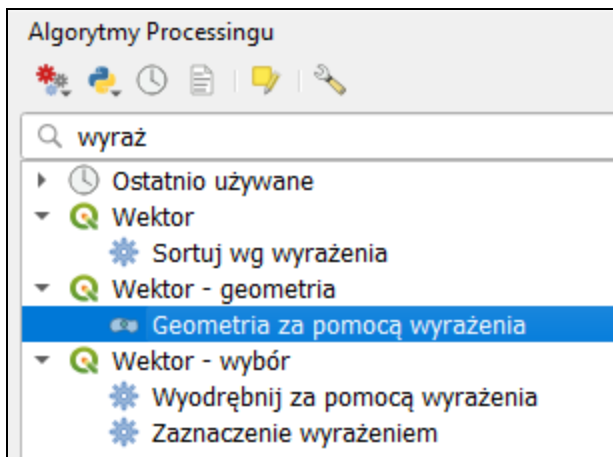 Algorytmy Processingu
wyraż
Ostatnio używane
Wektor
Sortuj wg wyrażenia
Wektor - geometria
Geometria za pomocą wyrażenia
Wektor - wybór
Wyodrębnij za pomocą wyrażenia
Zaznaczenie wyrażeniem